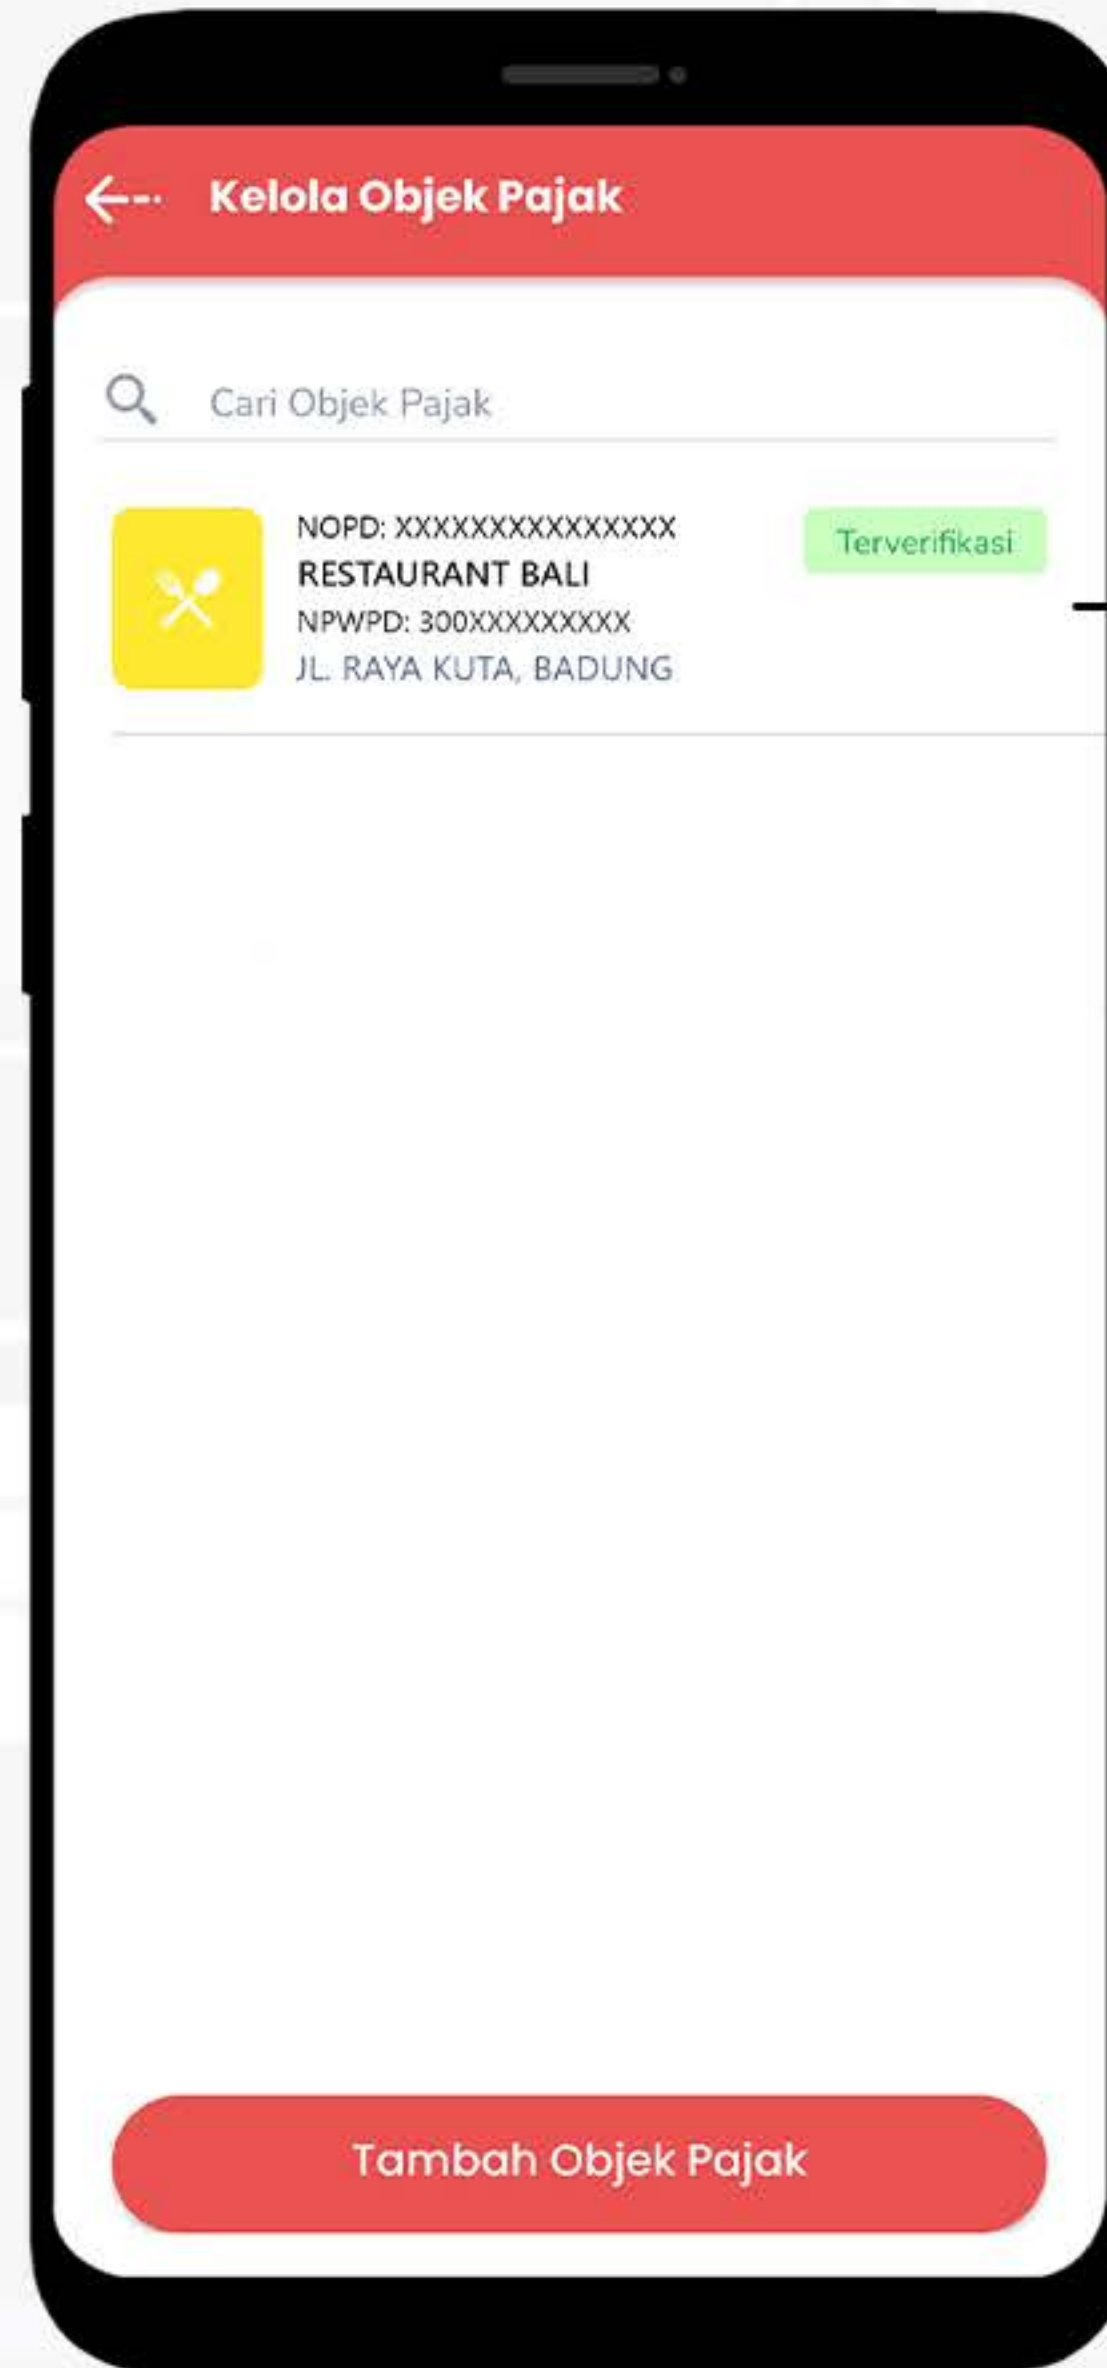 Kelola Objek Pajak
Cari Objek Pajak
NOPD: XXXXXXXXXXXXXXX
Terverifikasi
RESTAURANT BALI
NPWPD: 300XXXXXXXXX
JL. RAYA KUTA, BADUNG
Tambah Objek Pajak